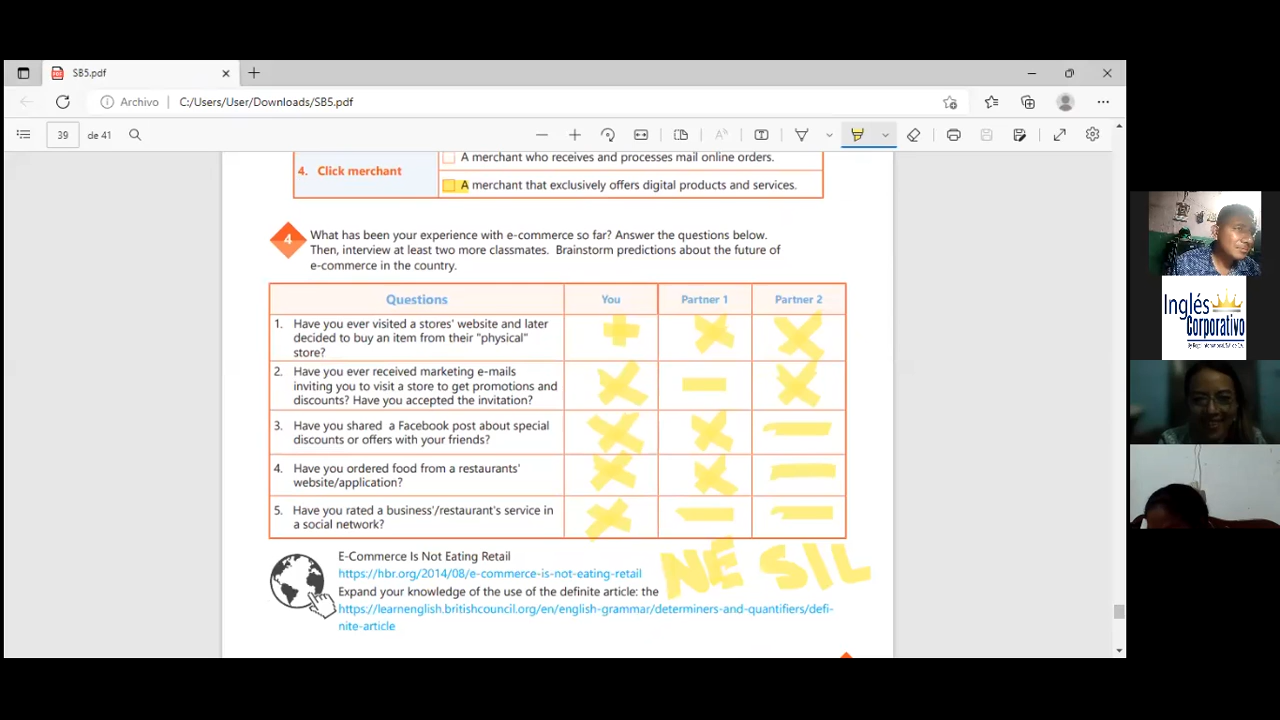 SB5.pdf
Archivo | C:/Users/User/Downloads/SB5.pdf
39 de 41
A merchant who receives and processes mail online orders.
4. Click merchant
A merchant that exclusively offers digital products and services.
4 What has been your experience with e-commerce so far? Answer the questions below.
Then, interview at least two more classmates. Brainstorm predictions about the future of
e-commerce in the country.
Questions You Partner 1 Partner 2
1. Have you ever visited a stores' website and later
decided to buy an item from their "physical"
store?
2. Have you ever received marketing e-mails
inviting you to visit a store to get promotions and
discounts? Have you accepted the invitation?
3. Have you shared a Facebook post about special
discounts or offers with your friends?
4. Have you ordered food from a restaurants'
website/application?
5. Have you rated a business'/restaurant's service in
a social network?
NE SIL
E-Commerce Is Not Eating Retail
https://hbr.org/2014/08/e-commerce-is-not-eating-retail
Expand your knowledge of the use of the definite article: the
https://learnenglish.britishcouncil.org/en/english-grammar/determiners-and-quantifiers/defi-
nite-article
Inglés
Corporativo